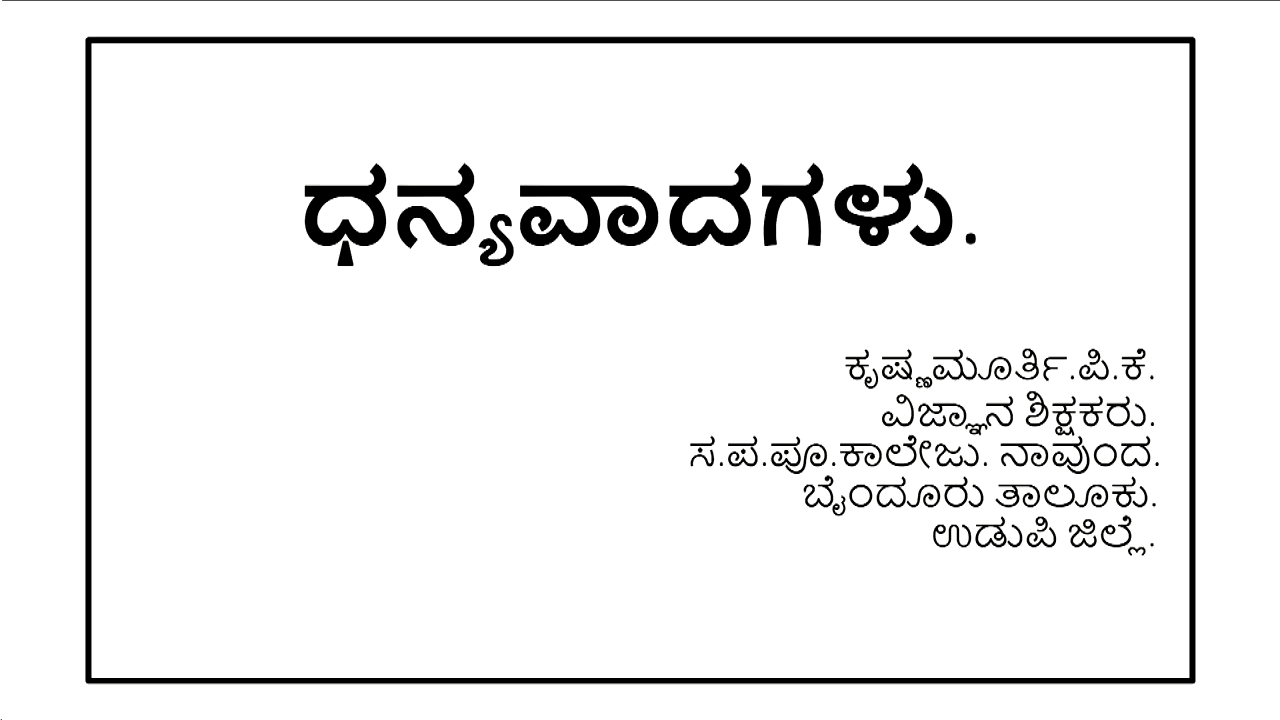 ಧನ್ಯವಾದಗಳು.
ಕೃಷ್ಣಮೂರ್ತಿ.ಪಿ.ಕೆ.
ವಿಜ್ಞಾನ ಶಿಕ್ಷಕರು.
ಸ.ಪ.ಪೂ.ಕಾಲೇಜು. ನಾವುಂದ.
ಬೈಂದೂರು ತಾಲೂಕು.
ಉಡುಪಿ ಜಿಲ್ಲೆ.